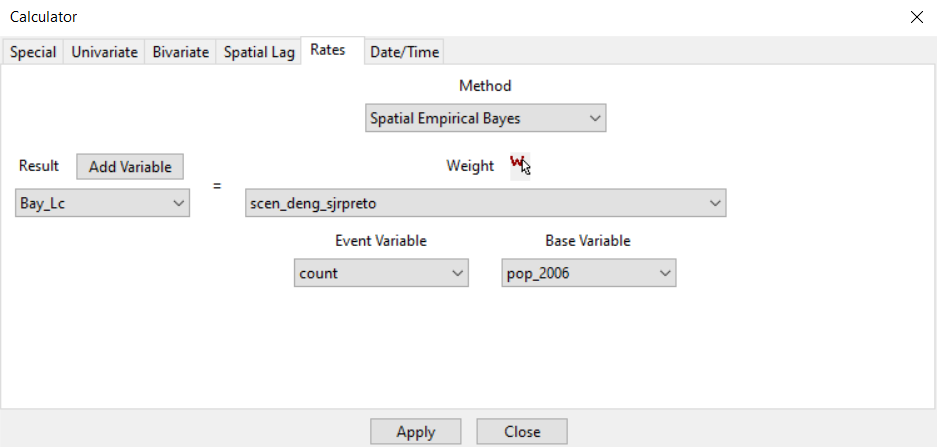 Calculator
Special Univariate Bivariate Spatial Lag Rates Date/Time
Method
Spatial Empirical Bayes
Result Add Variable Weight W
=
Bay_Lc scen_deng_sjrpreto
Event Variable Base Variable
count pop_2006
Apply Close